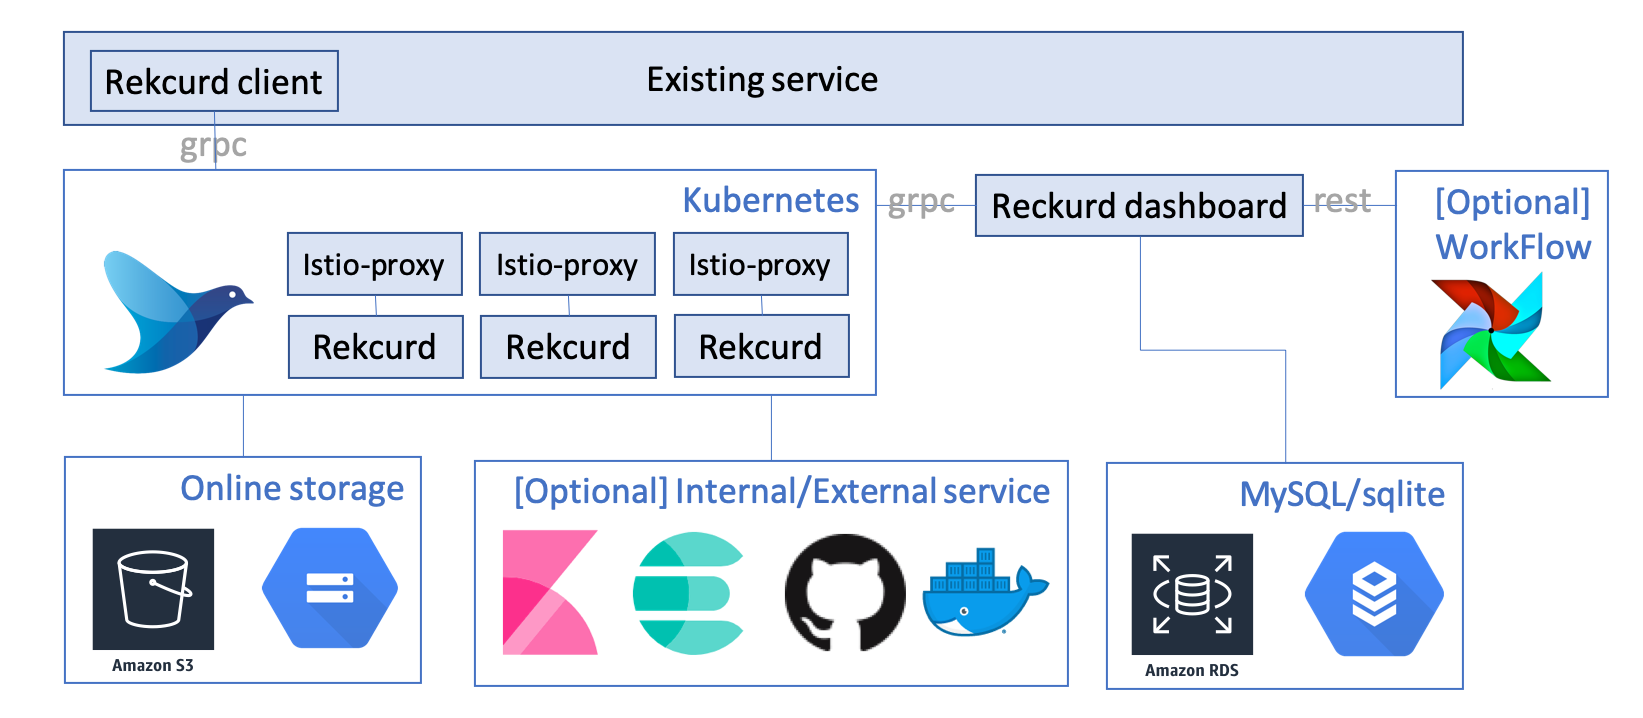 Rekcurd client
Existing service
grpc
Kubernetes
grpc
Reckurd dashboard
rest
[Optional]
WorkFlow
Istio-proxy
Istio-proxy
Istio-proxy
Rekcurd
Rekcurd
Rekcurd
Online storage
[Optional] Internal/External service
MySQL/sqlite
Amazon S3
Amazon RDS